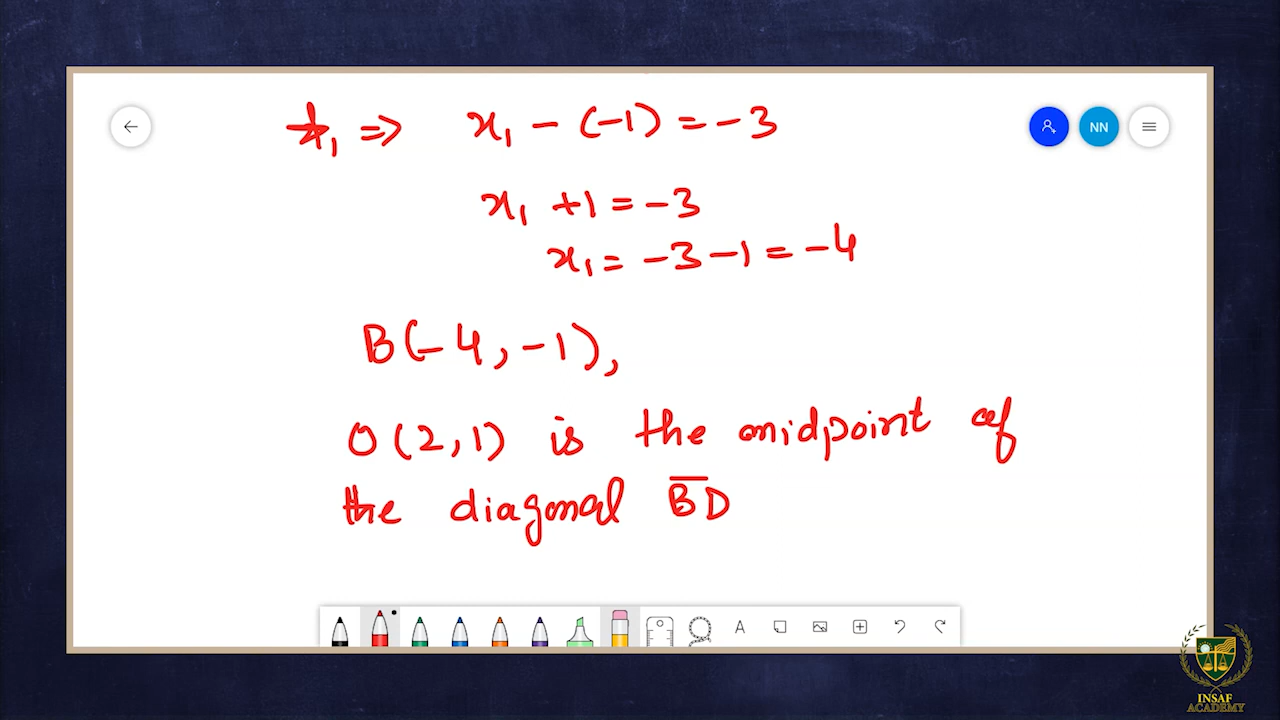 x₁ ⇒ x₁ - (-1) = -3
x₁ + 1 = -3
x₁ = -3 - 1 = -4
B(-4, -1),
O(2,1) is the midpoint of
the diagonal B̅D
NN
A
INSAF
ACADEMY